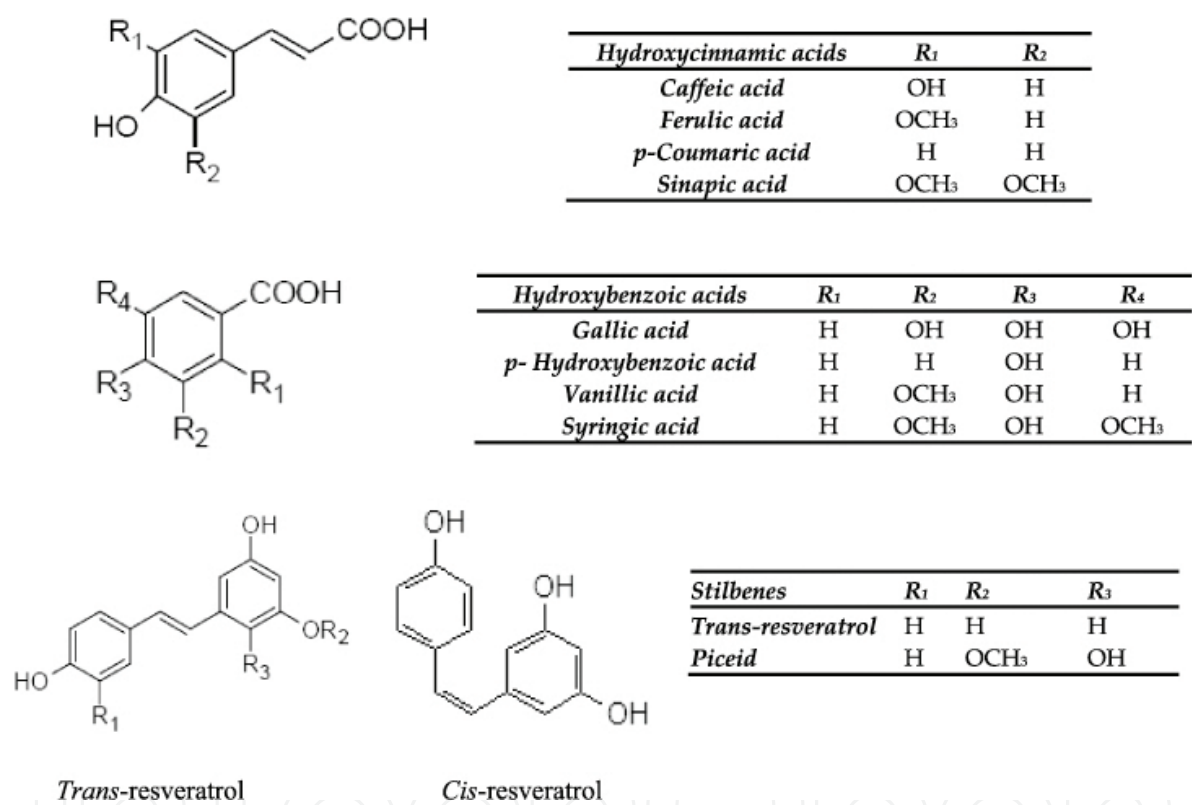 R₁
COOH
HO
R₂
Hydroxycinnamic acids R₁ R₂
Caffeic acid OH H
Ferulic acid OCH₃ H
p-Coumaric acid H H
Sinapic acid OCH₃ OCH₃
R₄
COOH
R₃
R₁
R₂
Hydroxybenzoic acids R₁ R₂ R₃ R₄
Gallic acid H OH OH OH
p- Hydroxybenzoic acid H H OH H
Vanillic acid H OCH₃ OH H
Syringic acid H OCH₃ OH OCH₃
OH
OR₂
R₃
HO
R₁
OH
OH
OH
Stilbenes R₁ R₂ R₃
Trans-resveratrol H H H
Piceid H OCH₃ OH
Trans-resveratrol
Cis-resveratrol